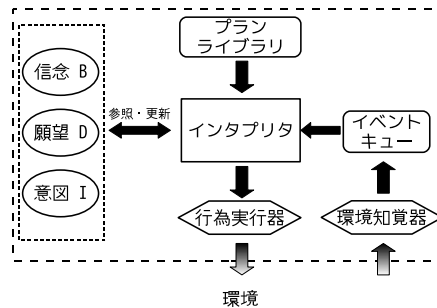 プラン
ライブラリ
信念 B
願望 D
意図 I
参照・更新
インタプリタ
イベント
キュー
行為実行器
環境知覚器
環境